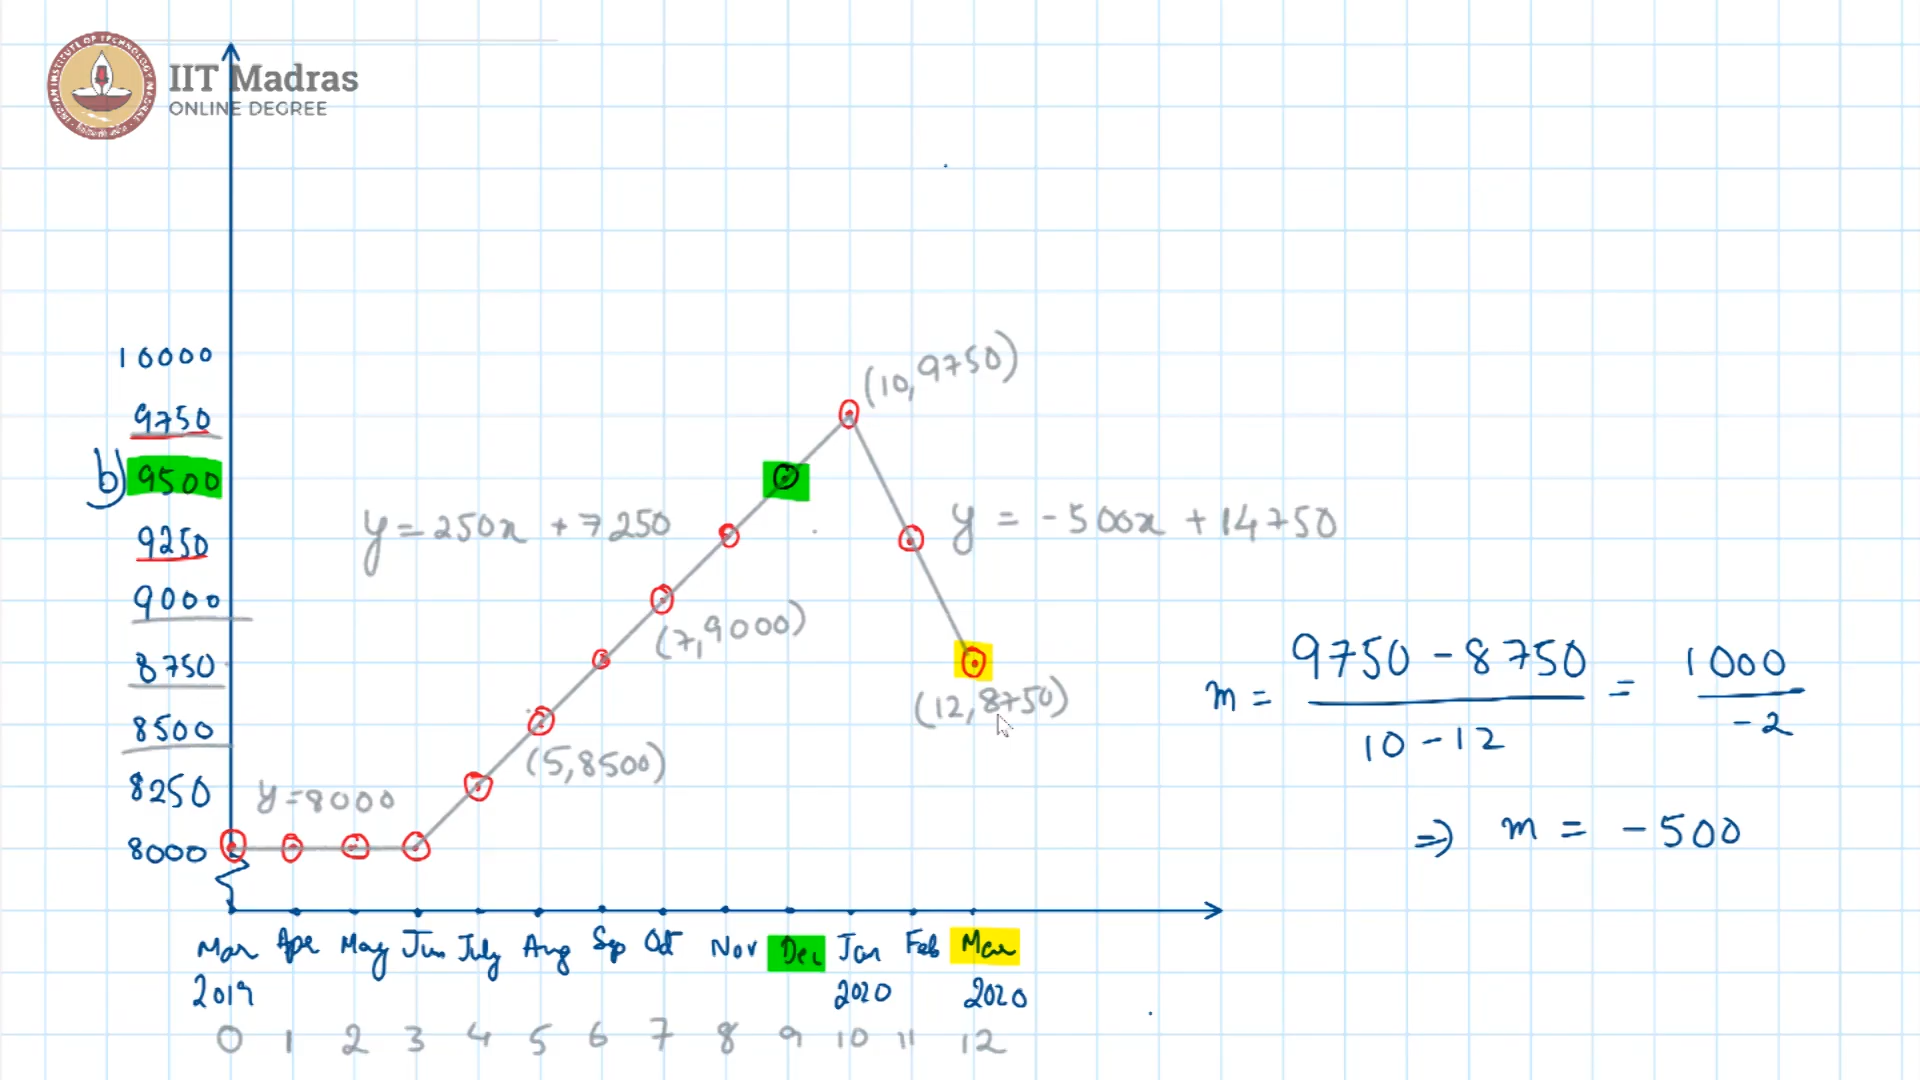 IIT Madras
ONLINE DEGREE
16000
(10, 9750)
9750
b) 9500
y = 250x + 7250
y = -500x + 14750
9250
9000
(7, 9000)
8750
(12, 8750)
m = 9750 - 8750 / 10 - 12 = 1000 / -2
8500
(5, 8500)
8250
y = 8000
8000
⇒ m = -500
Mar Apr May Jun July Aug Sep Oct Nov Dec Jan Feb Mar
2019 2020 2020
0 1 2 3 4 5 6 7 8 9 10 11 12